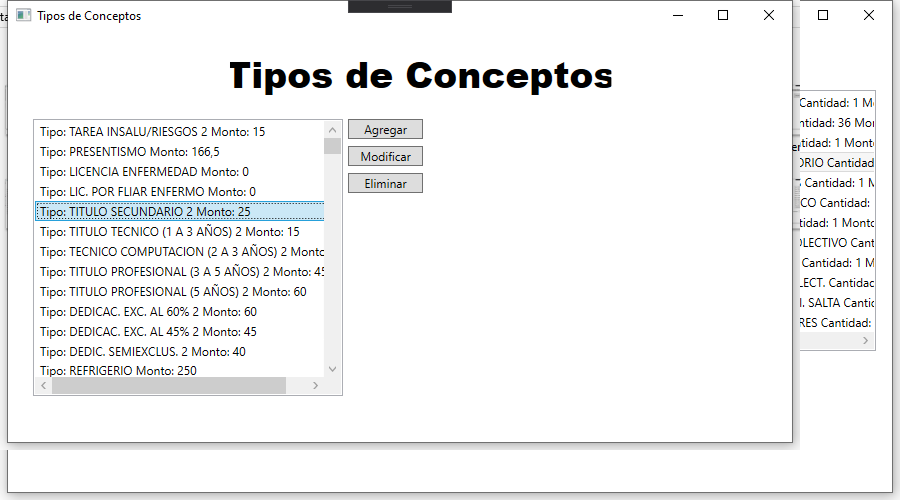 Tipos de Conceptos
Tipos de Conceptos
Tipo: TAREA INSALU/RIESGOS 2 Monto: 15
Tipo: PRESENTISMO Monto: 166,5
Tipo: LICENCIA ENFERMEDAD Monto: 0
Tipo: LIC. POR FLIAR ENFERMO Monto: 0
Tipo: TITULO SECUNDARIO 2 Monto: 25
Tipo: TITULO TECNICO (1 A 3 AÑOS) 2 Monto: 15
Tipo: TECNICO COMPUTACION (2 A 3 AÑOS) 2 Monto
Tipo: TITULO PROFESIONAL (3 A 5 AÑOS) 2 Monto: 45
Tipo: TITULO PROFESIONAL (5 AÑOS) 2 Monto: 60
Tipo: DEDICAC. EXC. AL 60% 2 Monto: 60
Tipo: DEDICAC. EXC. AL 45% 2 Monto: 45
Tipo: DEDIC. SEMIEXCLUS. 2 Monto: 40
Tipo: REFRIGERIO Monto: 250
Agregar
Modificar
Eliminar
Cantidad: 1 M
ntidad: 36 Mo
tidad: 1 Mont
ORIO Cantidad
Cantidad: 1 M
CO Cantidad:
ntidad: 1 Monto
OLECTIVO Cant
Cantidad: 1 M
LECT. Cantidad
I. SALTA Cantid
RES Cantidad: